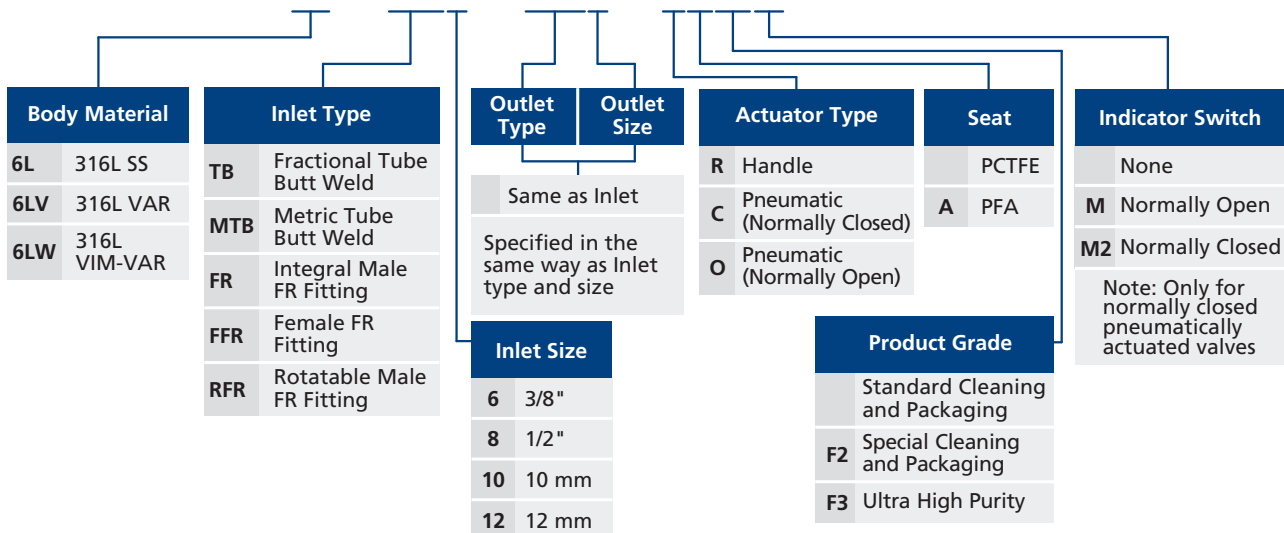 Body Material
6L 316L SS
6LV 316L VAR
6LW 316L
VIM-VAR
Inlet Type
TB Fractional Tube
Butt Weld
MTB Metric Tube
Butt Weld
FR Integral Male
FR Fitting
FFR Female FR
Fitting
RFR Rotatable Male
FR Fitting
Outlet
Type
Outlet
Size
Same as Inlet
Specified in the
same way as Inlet
type and size
Inlet Size
6 3/8"
8 1/2"
10 10 mm
12 12 mm
Actuator Type
R Handle
C Pneumatic
(Normally Closed)
O Pneumatic
(Normally Open)
Seat
PCTFE
A PFA
Product Grade
Standard Cleaning
and Packaging
F2 Special Cleaning
and Packaging
F3 Ultra High Purity
Indicator Switch
None
M Normally Open
M2 Normally Closed
Note: Only for
normally closed
pneumatically
actuated valves